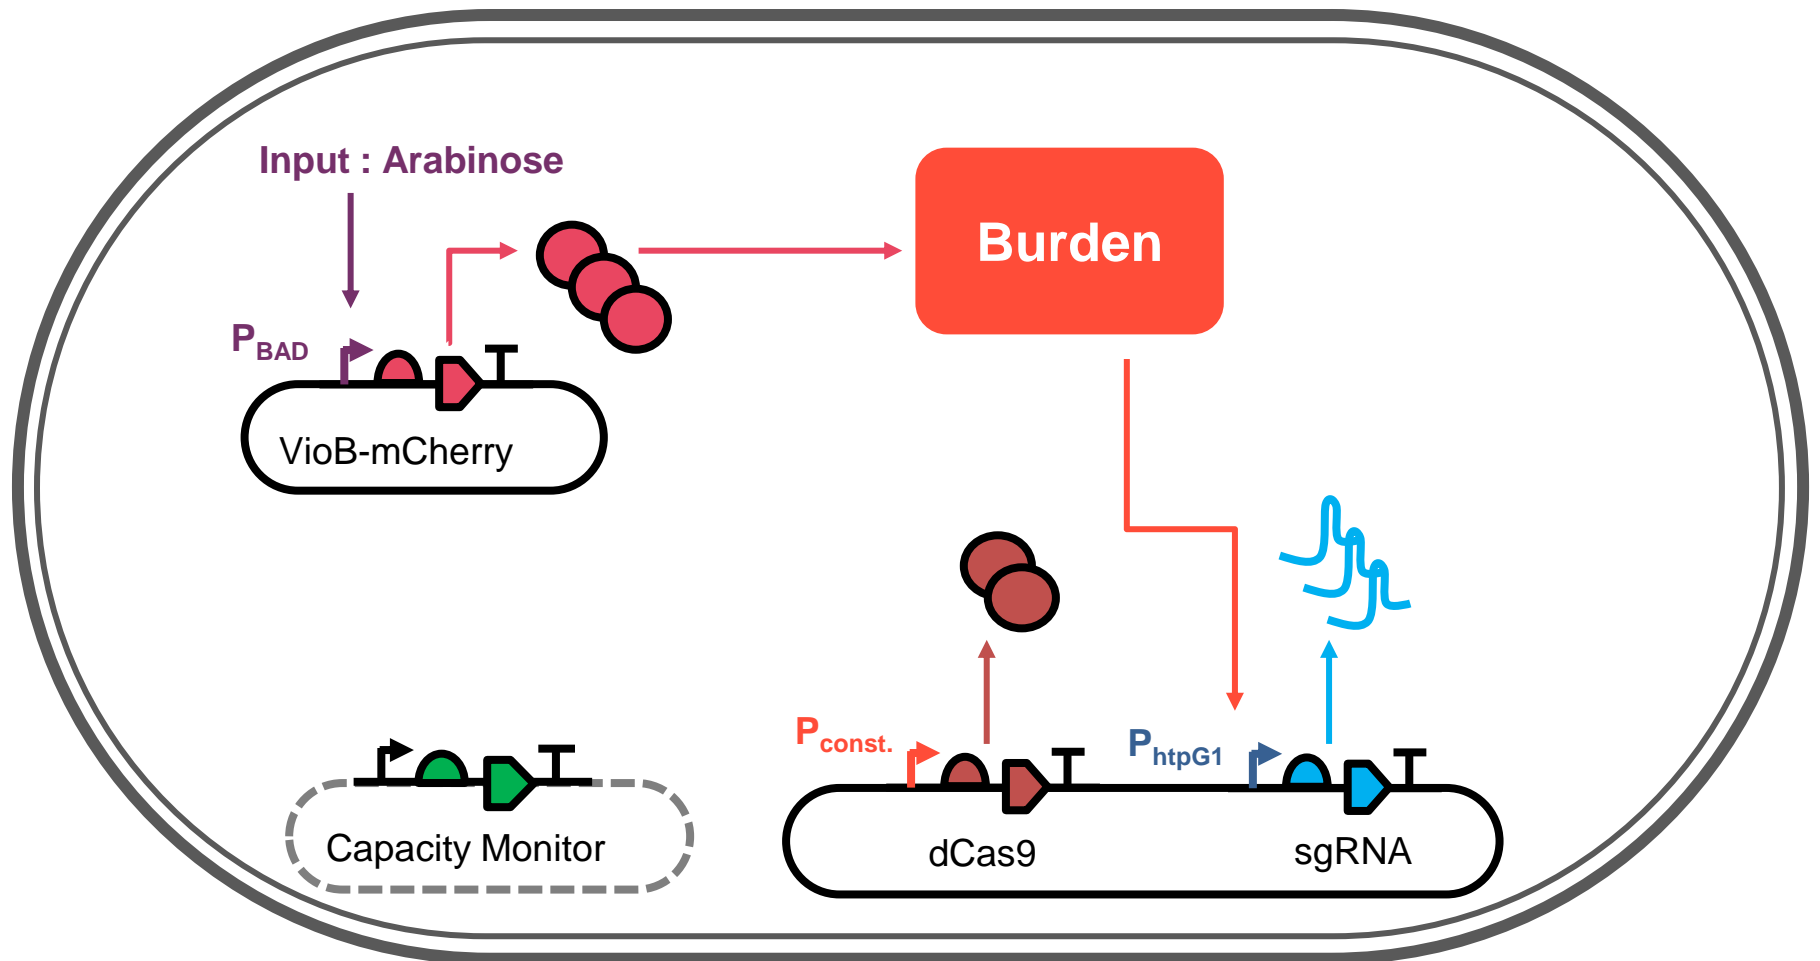 Input : Arabinose
Burden
PBAD
VioB-mCherry
Pconst.
PhtpG1
Capacity Monitor
dCas9
sgRNA